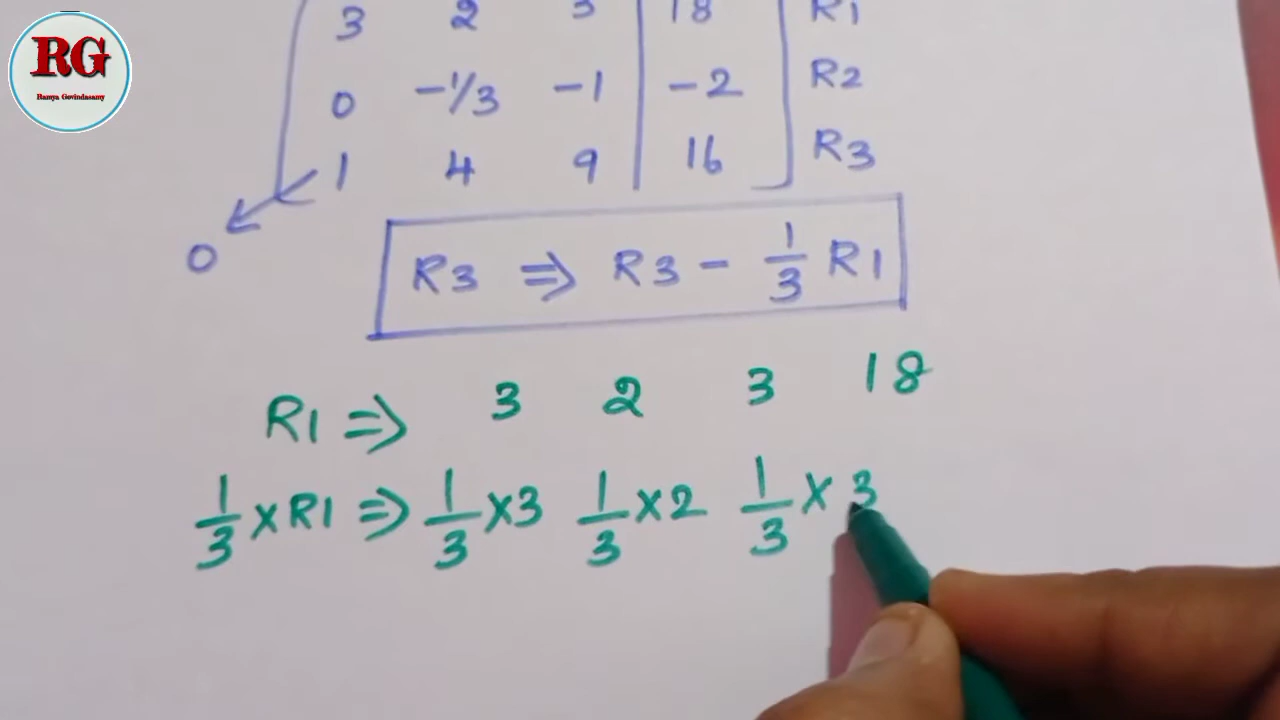 RG
Ramya Govindasamy
3 2 3 18 R1
0 -1/3 -1 -2 R2
1 4 9 16 R3
0
R3 ⇒ R3 - 1/3 R1
R1 ⇒ 3 2 3 18
1/3 × R1 ⇒ 1/3 × 3 1/3 × 2 1/3 × 3